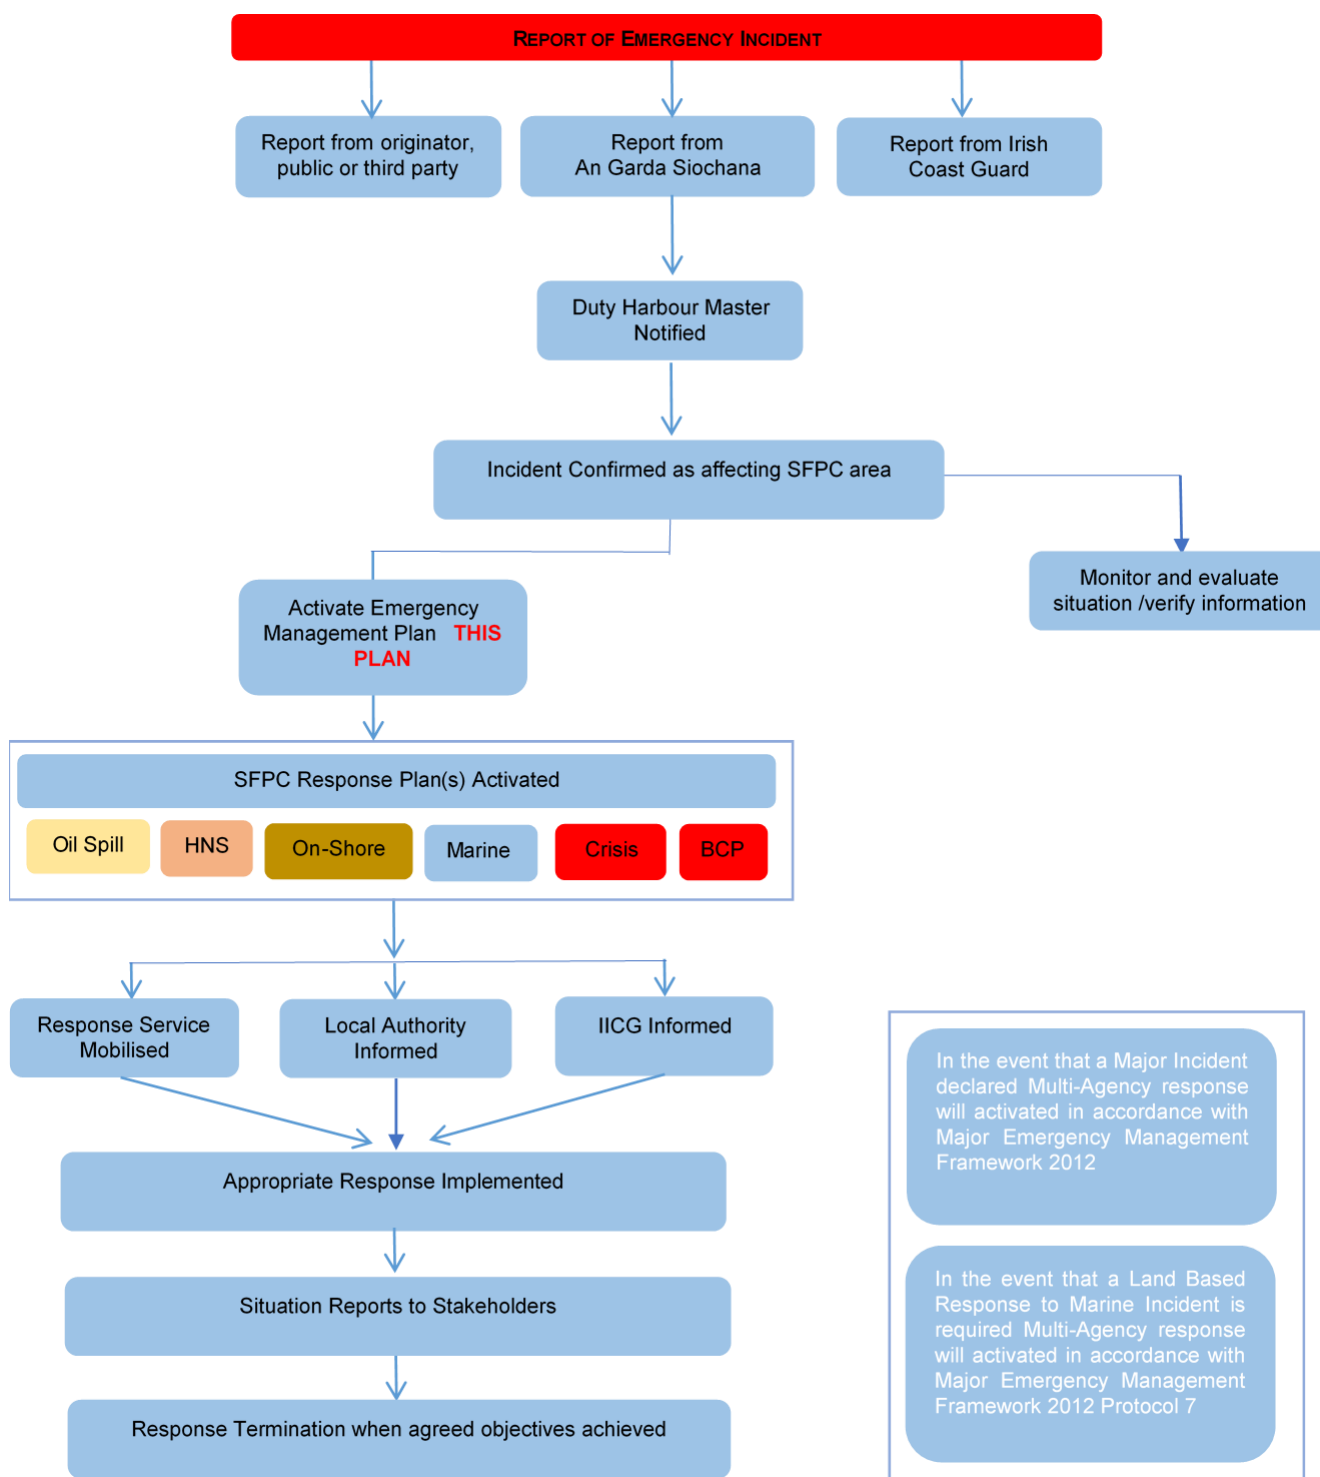 REPORT OF EMERGENCY INCIDENT
Report from originator,
public or third party
Report from
An Garda Siochana
Report from Irish
Coast Guard
Duty Harbour Master
Notified
Incident Confirmed as affecting SFPC area
Monitor and evaluate
situation /verify information
Activate Emergency
Management Plan THIS
PLAN
SFPC Response Plan(s) Activated
Oil Spill
HNS
On-Shore
Marine
Crisis
BCP
Response Service
Mobilised
Local Authority
Informed
IICG Informed
Appropriate Response Implemented
Situation Reports to Stakeholders
Response Termination when agreed objectives achieved
In the event that a Major Incident
declared Multi-Agency response
will activated in accordance with
Major Emergency Management
Framework 2012
In the event that a Land Based
Response to Marine Incident is
required Multi-Agency response
will activated in accordance with
Major Emergency Management
Framework 2012 Protocol 7